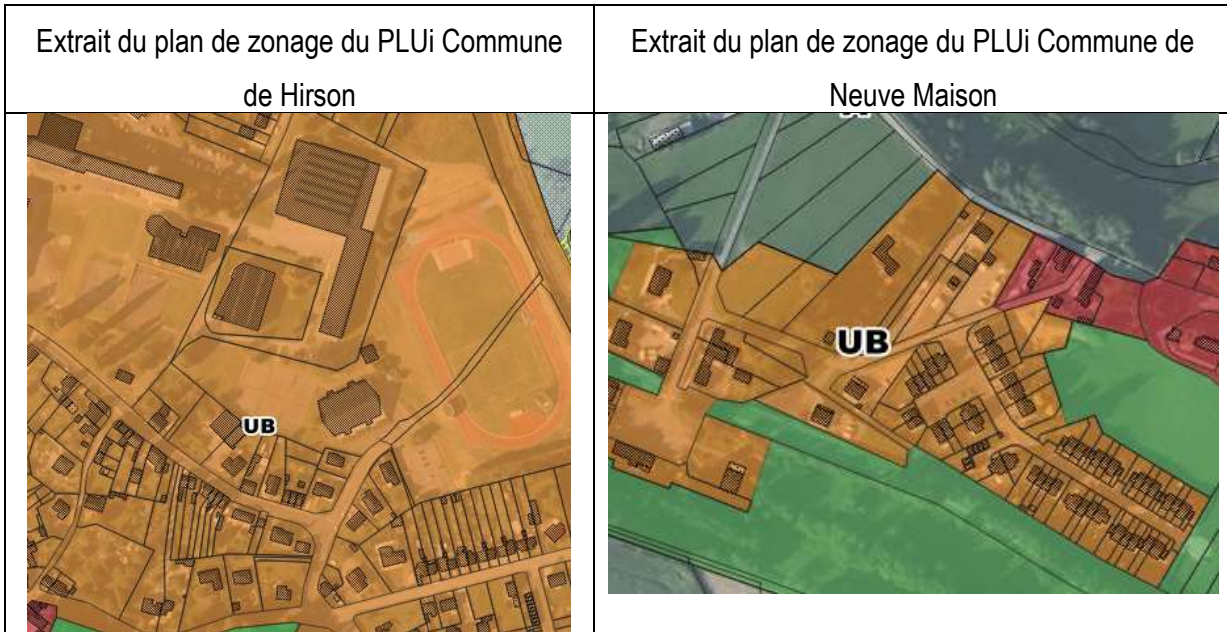 Extrait du plan de zonage du PLUi Commune
de Hirson
Extrait du plan de zonage du PLUi Commune de
Neuve Maison
UB
UB